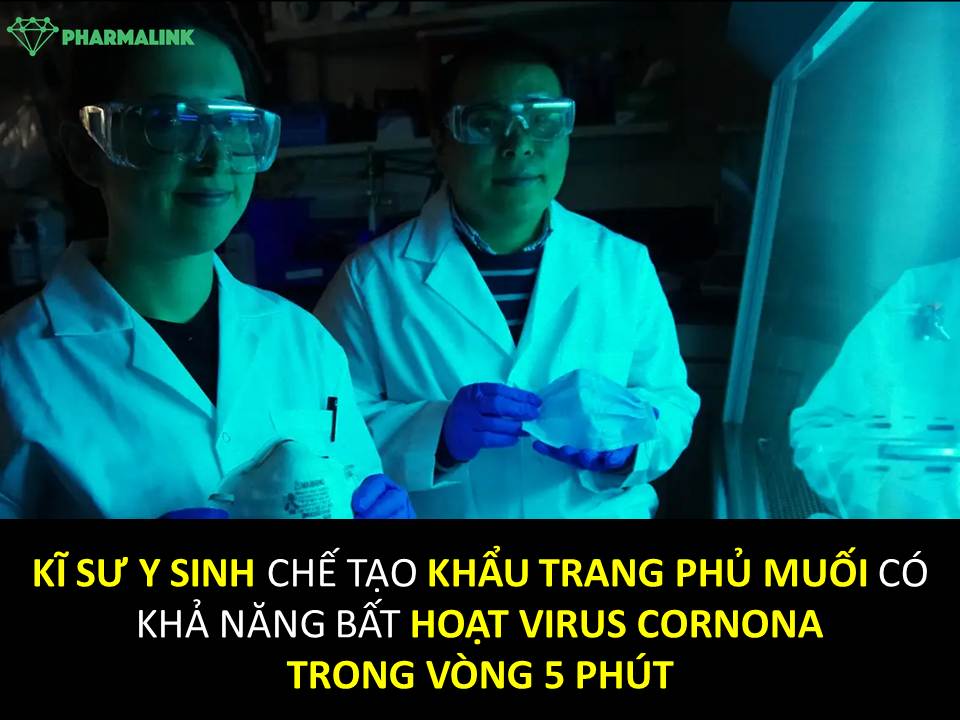 PHARMALINK
KĨ SƯ Y SINH CHẾ TẠO KHẨU TRANG PHỦ MUỐI CÓ
KHẢ NĂNG BẤT HOẠT VIRUS CORNONA
TRONG VÒNG 5 PHÚT